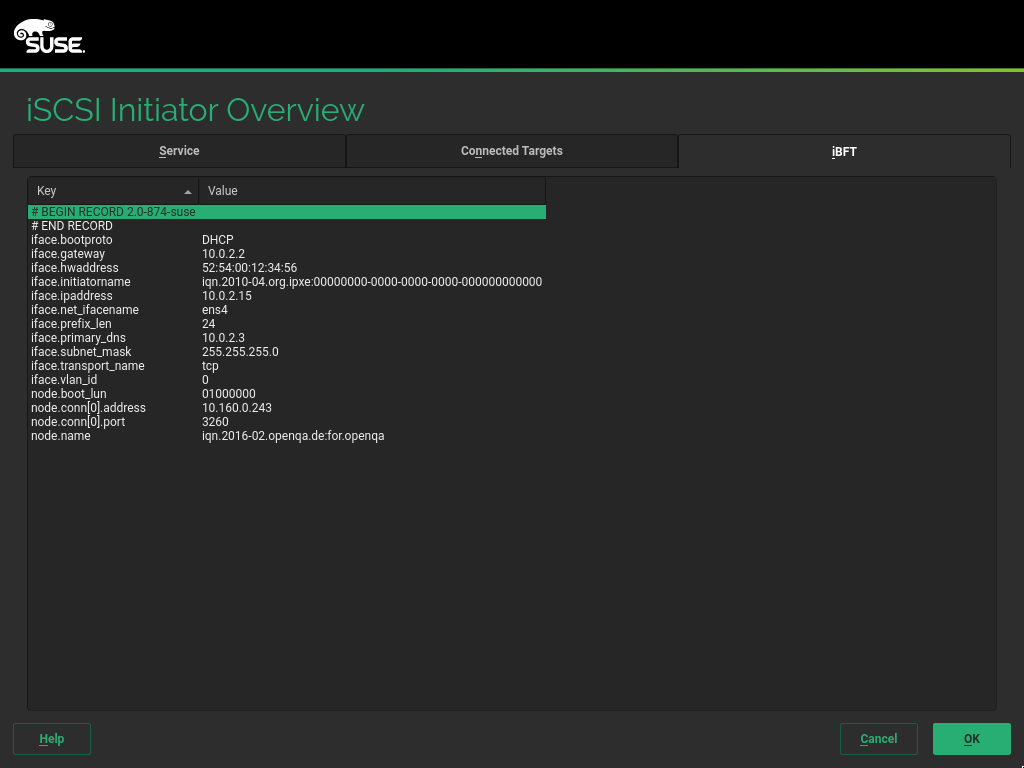 SUSE
iSCSI Initiator Overview
Service Connected Targets iBFT
Key Value
# BEGIN RECORD 2.0-874-suse
# END RECORD
iface.bootproto DHCP
iface.gateway 10.0.2.2
iface.hwaddress 52:54:00:12:34:56
iface.initiatorname iqn.2010-04.org.ipxe:00000000-0000-0000-0000-000000000000
iface.ipaddress 10.0.2.15
iface.net_ifacename ens4
iface.prefix_len 24
iface.primary_dns 10.0.2.3
iface.subnet_mask 255.255.255.0
iface.transport_name tcp
iface.vlan_id 0
node.boot_lun 01000000
node.conn[0].address 10.160.0.243
node.conn[0].port 3260
node.name iqn.2016-02.openqa.de:for.openqa
Help Cancel OK